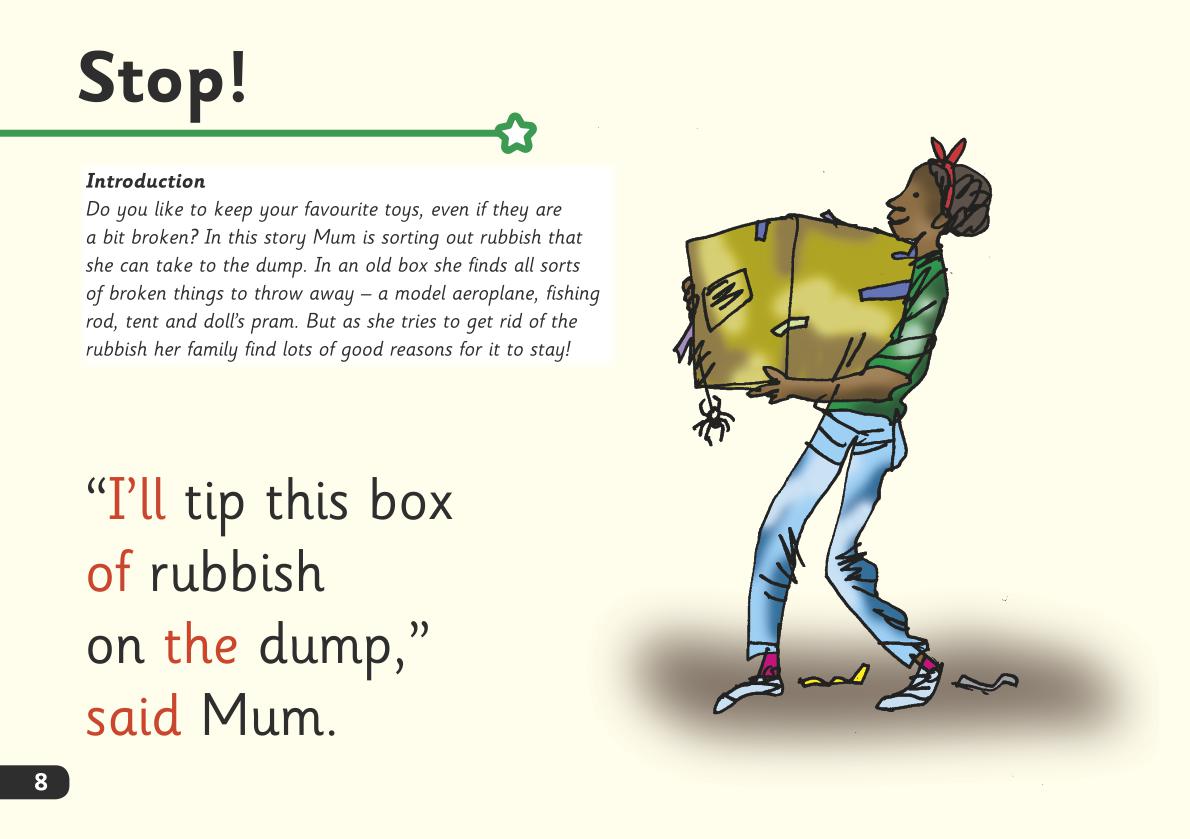 Stop!
Introduction
Do you like to keep your favourite toys, even if they are
a bit broken? In this story Mum is sorting out rubbish that
she can take to the dump. In an old box she finds all sorts
of broken things to throw away – a model aeroplane, fishing
rod, tent and doll’s pram. But as she tries to get rid of the
rubbish her family find lots of good reasons for it to stay!
“I’ll tip this box
of rubbish
on the dump,”
said Mum.
8